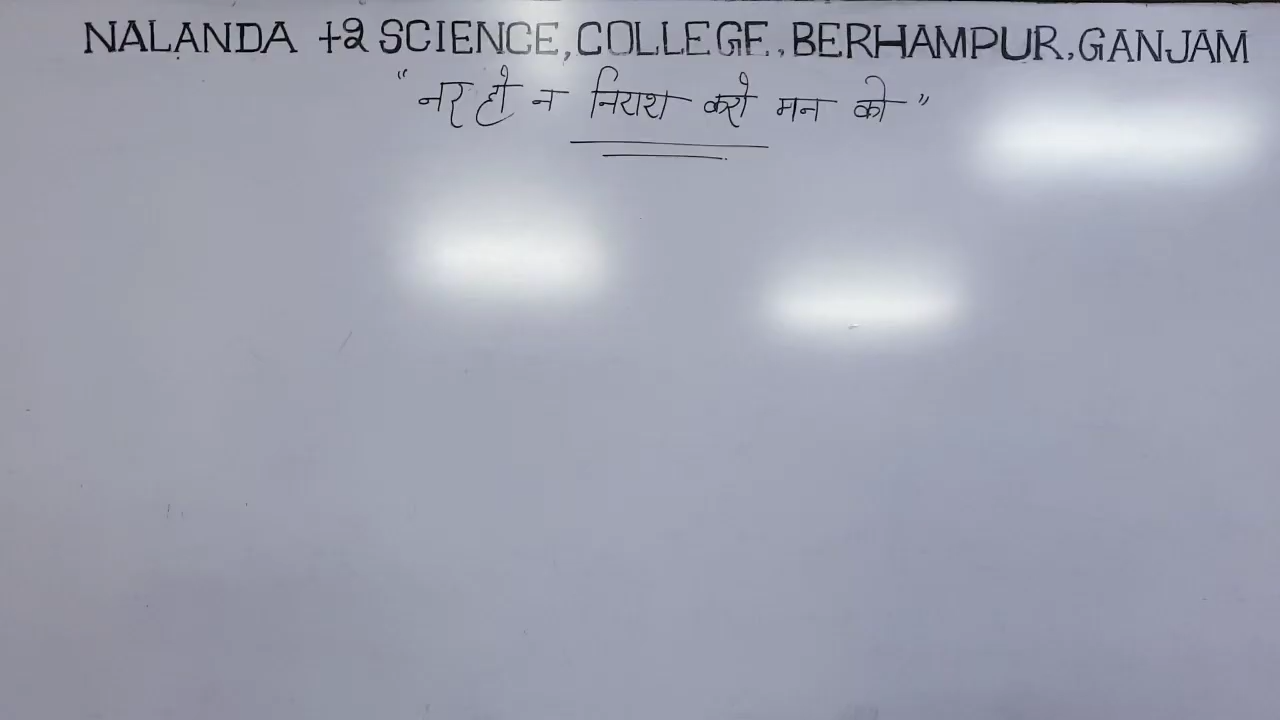 NALANDA +2 SCIENCE, COLLEGE, BERHAMPUR, GANJAM
"नर हो न निराश करो मन को"